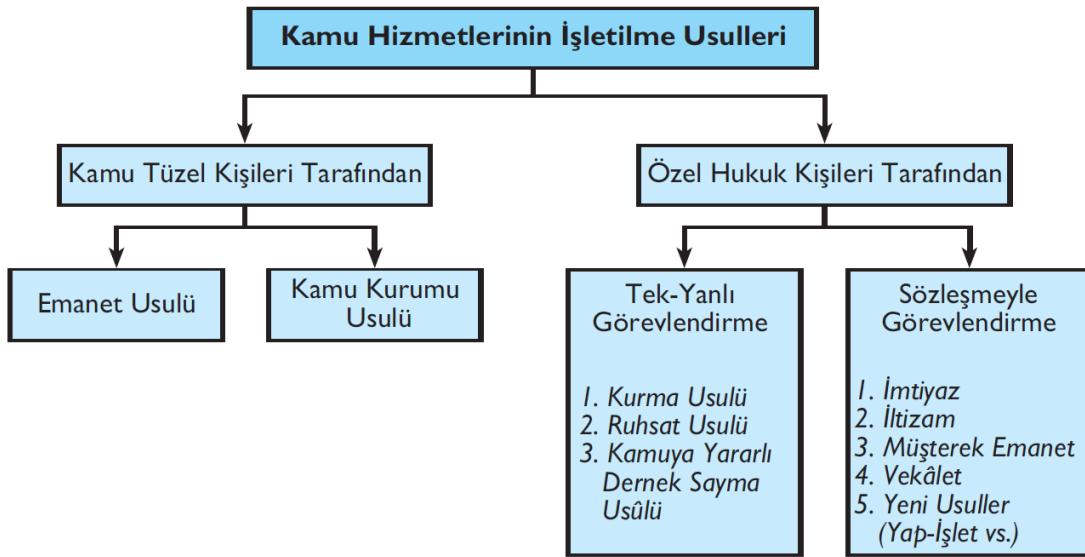 Kamu Hizmetlerinin İşletilme Usulleri
Kamu Tüzel Kişileri Tarafından
Özel Hukuk Kişileri Tarafından
Emanet Usulü
Kamu Kurumu
Usulü
Tek-Yanlı
Görevlendirme
1. Kurma Usulü
2. Ruhsat Usulü
3. Kamuya Yararlı
Dernek Sayma
Usûlü
Sözleşmeyle
Görevlendirme
1. İmtiyaz
2. İltizam
3. Müşterek Emanet
4. Vekâlet
5. Yeni Usuller
(Yap-İşlet vs.)